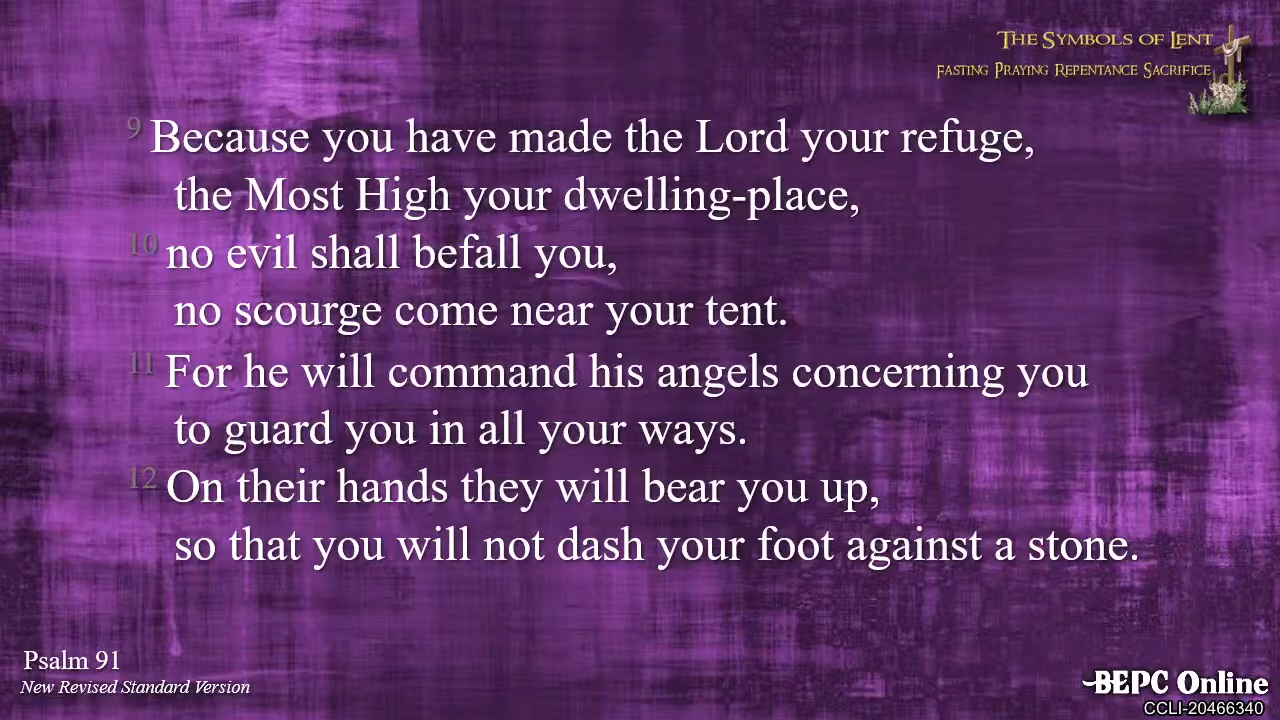 THE SYMBOLS OF LENT
FASTING PRAYING REPENTANCE SACRIFICE
9 Because you have made the Lord your refuge,
the Most High your dwelling-place,
10 no evil shall befall you,
no scourge come near your tent.
11 For he will command his angels concerning you
to guard you in all your ways.
12 On their hands they will bear you up,
so that you will not dash your foot against a stone.
Psalm 91
New Revised Standard Version
BEPC Online
CCLI-20466340